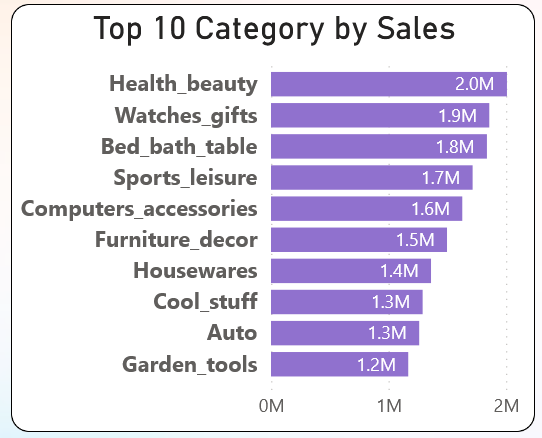 Top 10 Category by Sales
Health_beauty 2.0M
Watches_gifts 1.9M
Bed_bath_table 1.8M
Sports_leisure 1.7M
Computers_accessories 1.6M
Furniture_decor 1.5M
Housewares 1.4M
Cool_stuff 1.3M
Auto 1.3M
Garden_tools 1.2M
0M 1M 2M